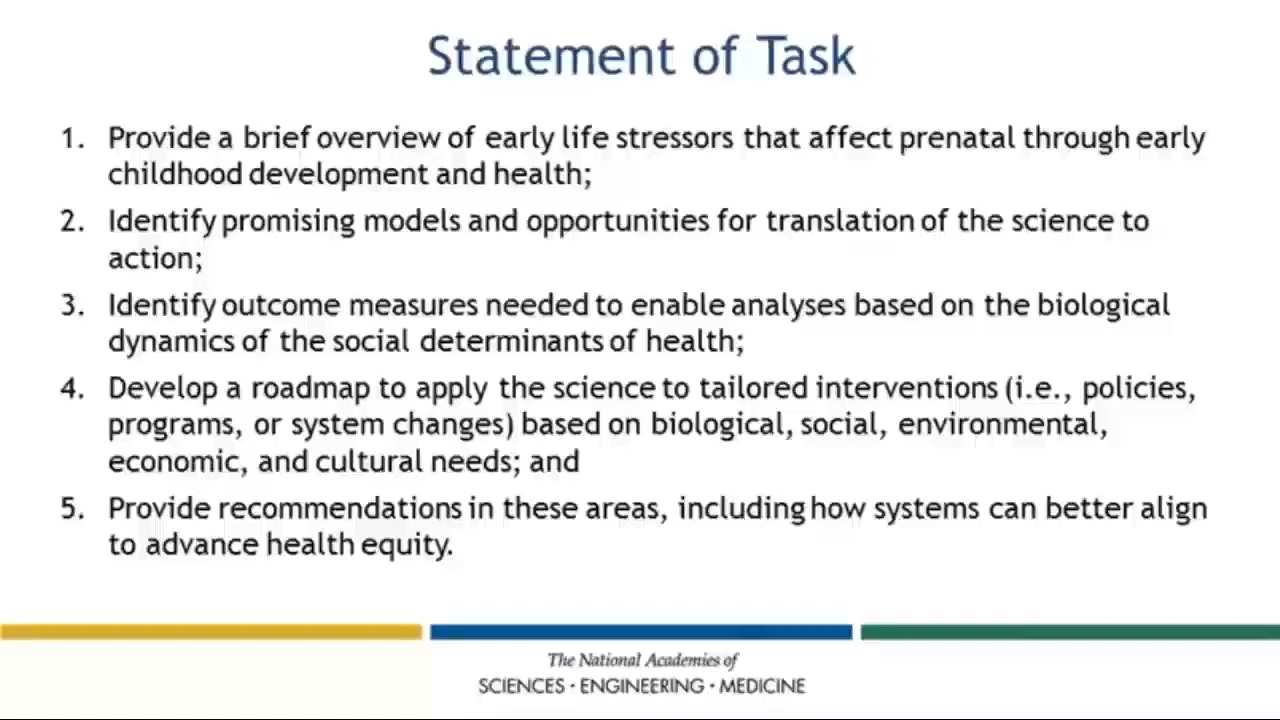 Statement of Task
1. Provide a brief overview of early life stressors that affect prenatal through early
childhood development and health;
2. Identify promising models and opportunities for translation of the science to
action;
3. Identify outcome measures needed to enable analyses based on the biological
dynamics of the social determinants of health;
4. Develop a roadmap to apply the science to tailored interventions (i.e., policies,
programs, or system changes) based on biological, social, environmental,
economic, and cultural needs; and
5. Provide recommendations in these areas, including how systems can better align
to advance health equity.
The National Academies of
SCIENCES · ENGINEERING · MEDICINE